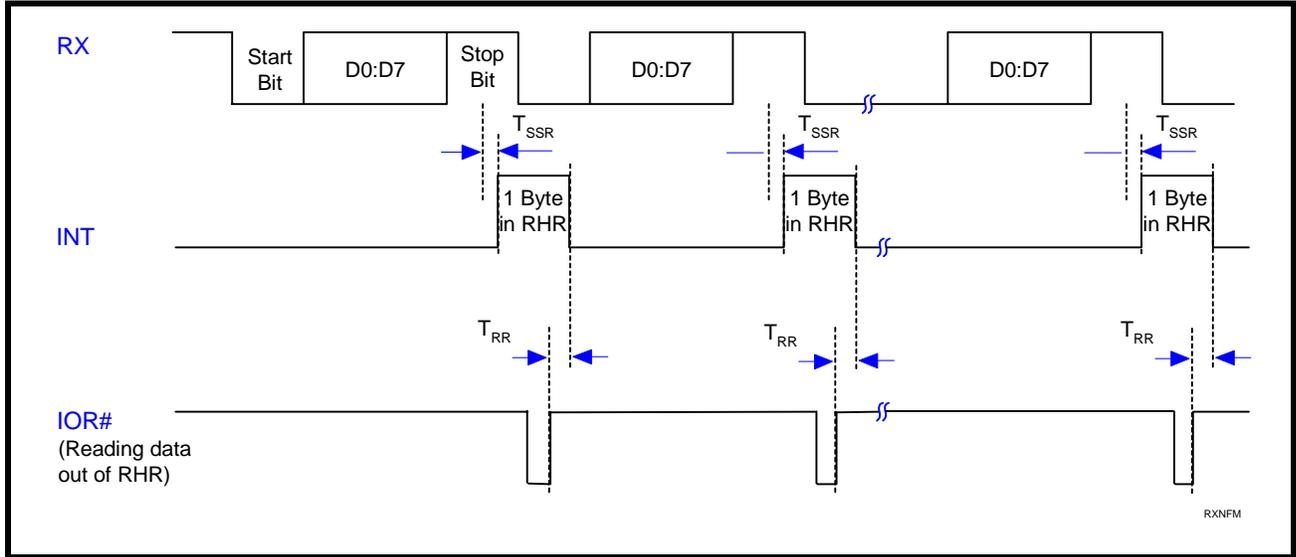 RX
Start
Bit
D0:D7
Stop
Bit
D0:D7
D0:D7
TSSR
TSSR
TSSR
INT
1 Byte
in RHR
1 Byte
in RHR
1 Byte
in RHR
TRR
TRR
TRR
IOR#
(Reading data
out of RHR)
RXNFM